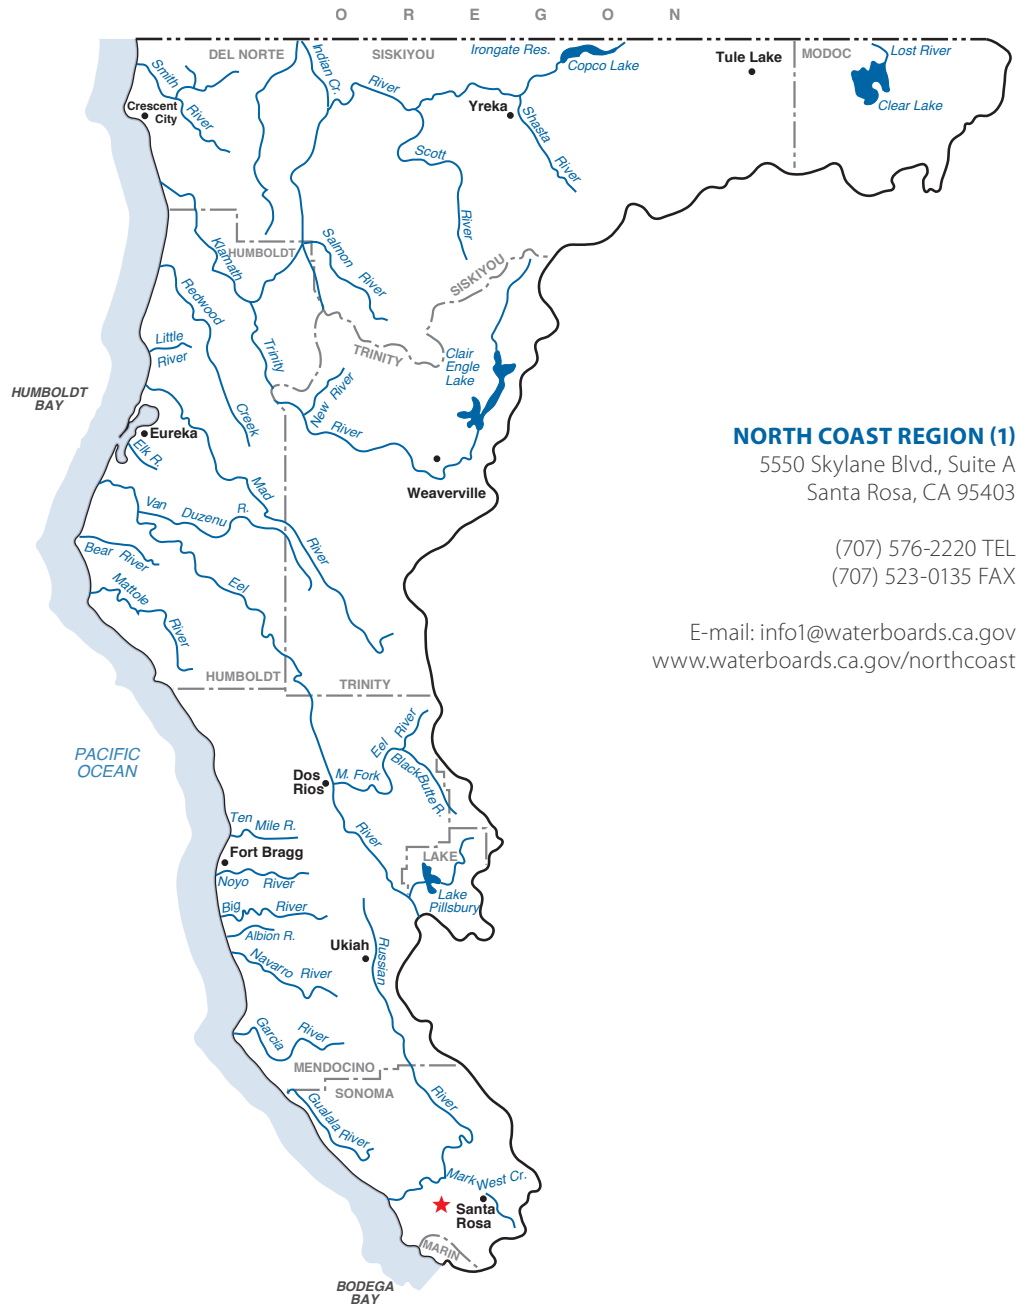 O R E G O N
DEL NORTE
SISKIYOU
Irongate Res.
Copco Lake
Tule Lake
MODOC
Lost River
Clear Lake
Smith
River
Crescent
City
Indian Cr.
River
Yreka
Shasta
River
Scott
River
Klamath
HUMBOLDT
Salmon
River
SISKIYOU
Redwood
Creek
Little
River
Trinity
River
TRINITY
New River
Clair
Engle
Lake
HUMBOLDT
BAY
Eureka
Elk R.
Weaverville
NORTH COAST REGION (1)
5550 Skylane Blvd., Suite A
Santa Rosa, CA 95403
(707) 576-2220 TEL
(707) 523-0135 FAX
E-mail: info1@waterboards.ca.gov
www.waterboards.ca.gov/northcoast
Mad
River
Van Duzenu R.
Bear River
Mattole
River
Eel
River
HUMBOLDT
TRINITY
PACIFIC
OCEAN
Dos
Rios
M. Fork
Eel River
BlackButte R.
Ten Mile R.
Fort Bragg
LAKE
Lake
Pillsbury
Noyo River
Big River
Albion R.
Navarro River
Ukiah
Russian
River
Garcia River
MENDOCINO
SONOMA
Gualala River
Mark West Cr.
Santa
Rosa
MARIN
BODEGA
BAY